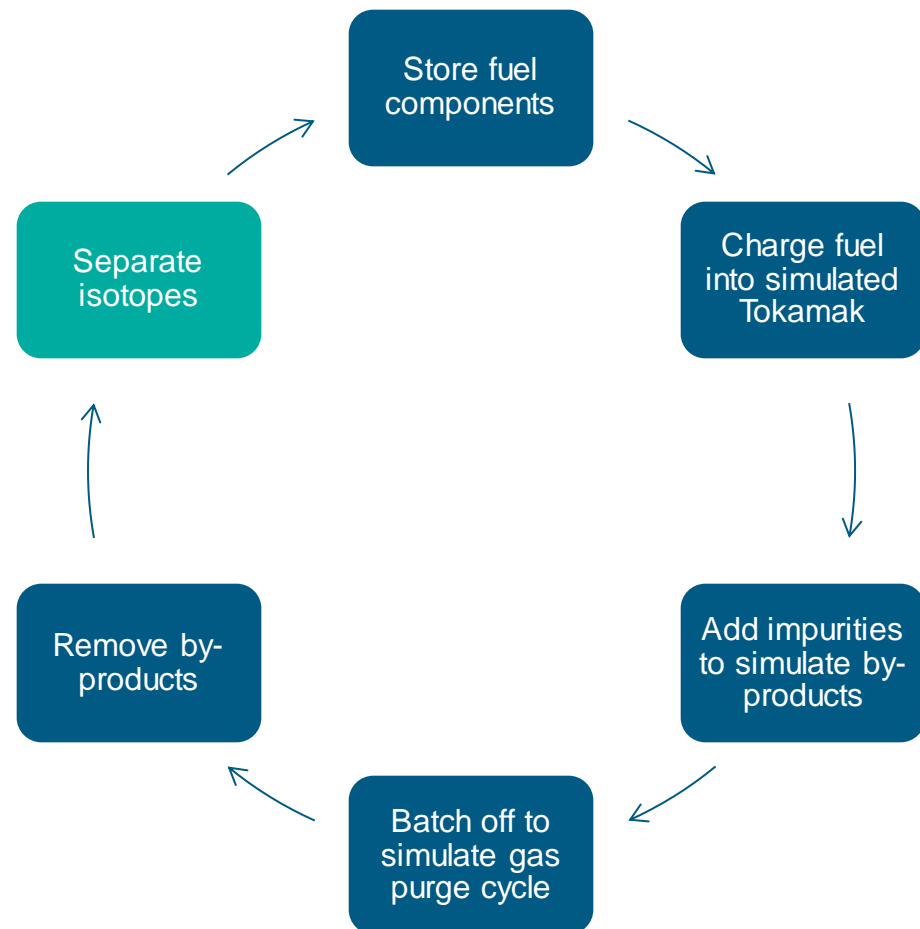 Store fuel
components
Charge fuel
into simulated
Tokamak
Add impurities
to simulate by-
products
Batch off to
simulate gas
purge cycle
Remove by-
products
Separate
isotopes